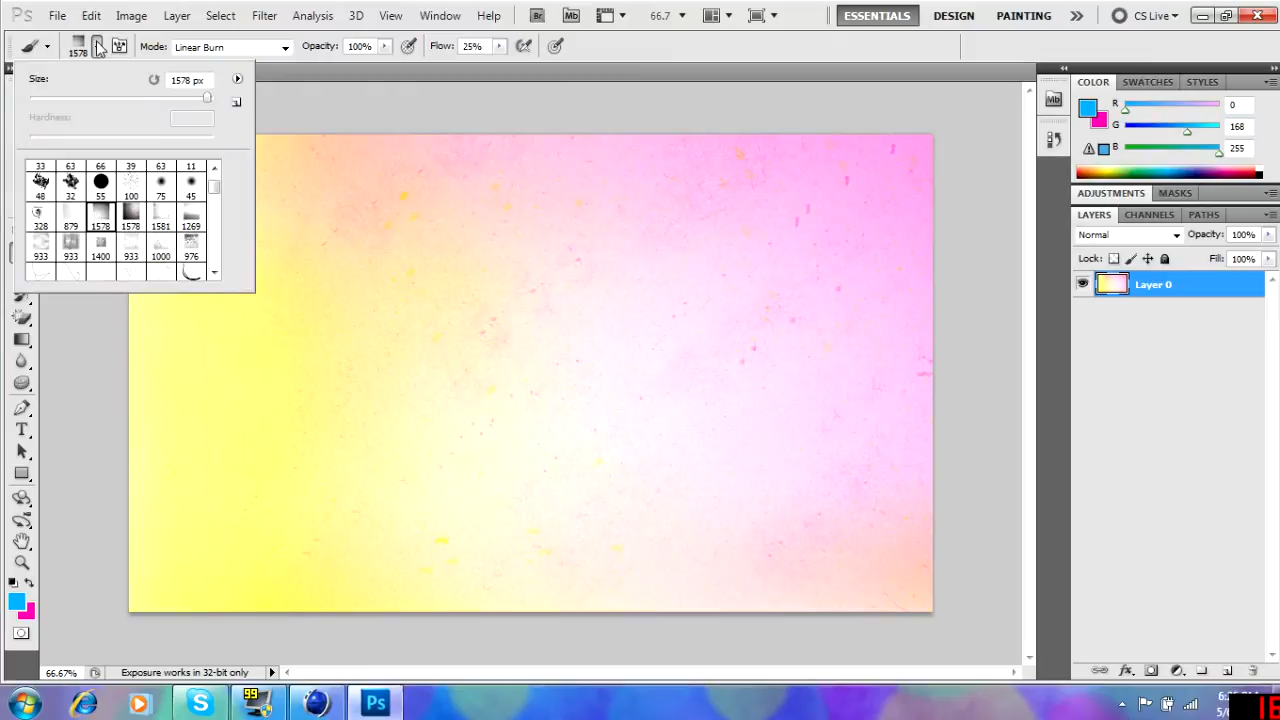 Ps File Edit Image Layer Select Filter Analysis 3D View Window Help Br Mb 66.7 ESSENTIALS DESIGN PAINTING CS Live
1578 Mode: Linear Burn Opacity: 100% Flow: 25%
Size: 1578 px
Hardness:
33 63 66 39 63 11
48 32 55 100 75 45
328 879 1578 1578 1581 1269
933 933 1400 933 1000 976
Mb
COLOR SWATCHES STYLES
R 0
G 168
B 255
ADJUSTMENTS MASKS
LAYERS CHANNELS PATHS
Normal Opacity: 100%
Lock: Fill: 100%
Layer 0
T
66.67% Exposure works in 32-bit only
S 99 Ps